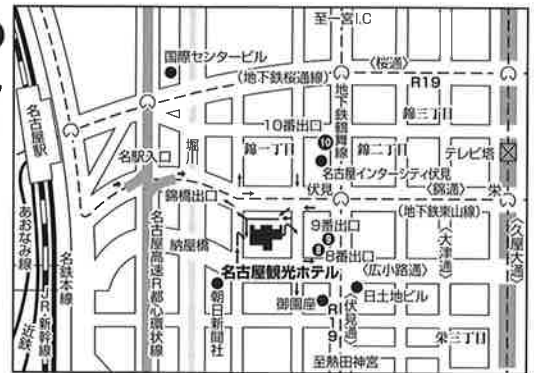 至一宮I.C
国際センタービル
〈桜通〉
(地下鉄桜通線)
R19
地下鉄鶴舞線
錦三丁目
10番出口
10
名古屋駅
名駅入口
堀川
錦一丁目
錦二丁目
テレビ塔
名古屋インターシティ伏見
錦橋出口
伏見
〈錦通〉
栄
(地下鉄東山線)
あおなみ線
名鉄本線
JR・新幹線
近鉄
名古屋高速R都心環状線
納屋橋
9番出口
8番出口
〈大津通〉
〈久屋大通〉
名古屋観光ホテル
〈広小路通〉
朝日新聞社
御園座
日土地ビル
R19
〈伏見通〉
栄三丁目
至熱田神宮